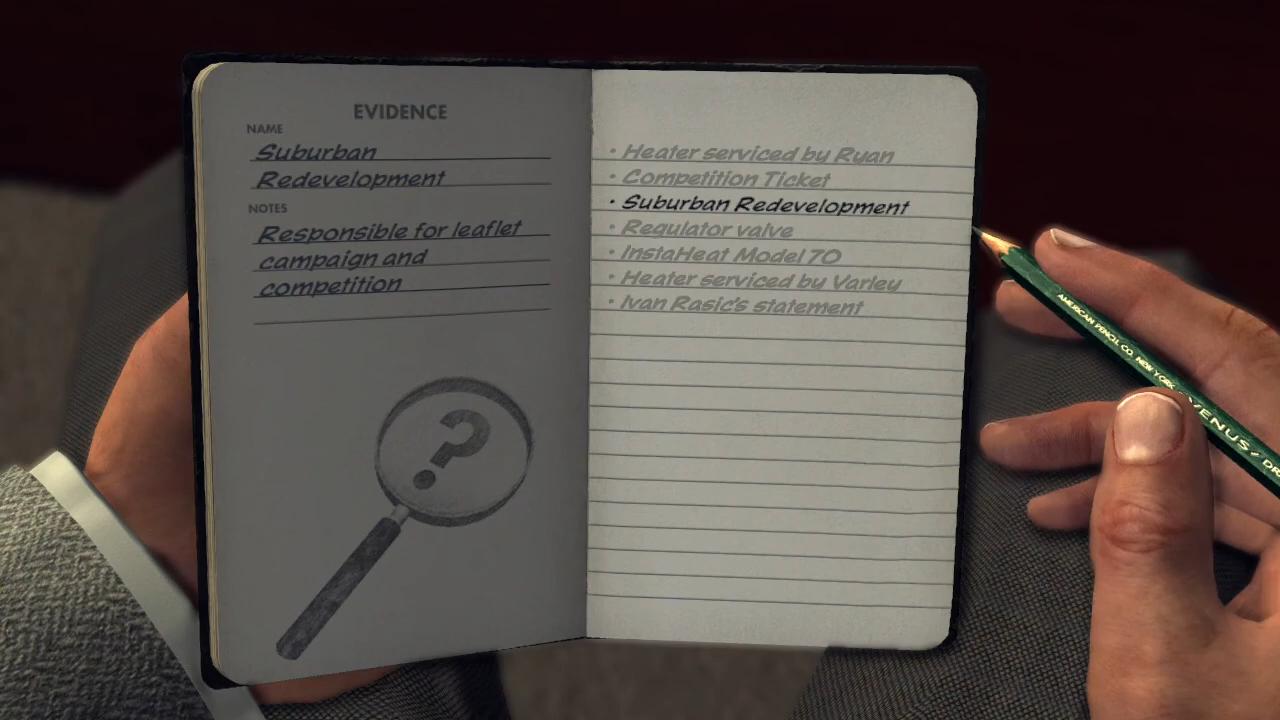 EVIDENCE
NAME
Suburban
Redevelopment
NOTES
Responsible for leaflet
campaign and
competition
• Heater serviced by Ryan
• Competition Ticket
• Suburban Redevelopment
• Regulator valve
• InstaHeat Model 70
• Heater serviced by Varley
• Ivan Rasic's statement
?
AMERICAN PENCIL CO. NEW YORK
VENUS